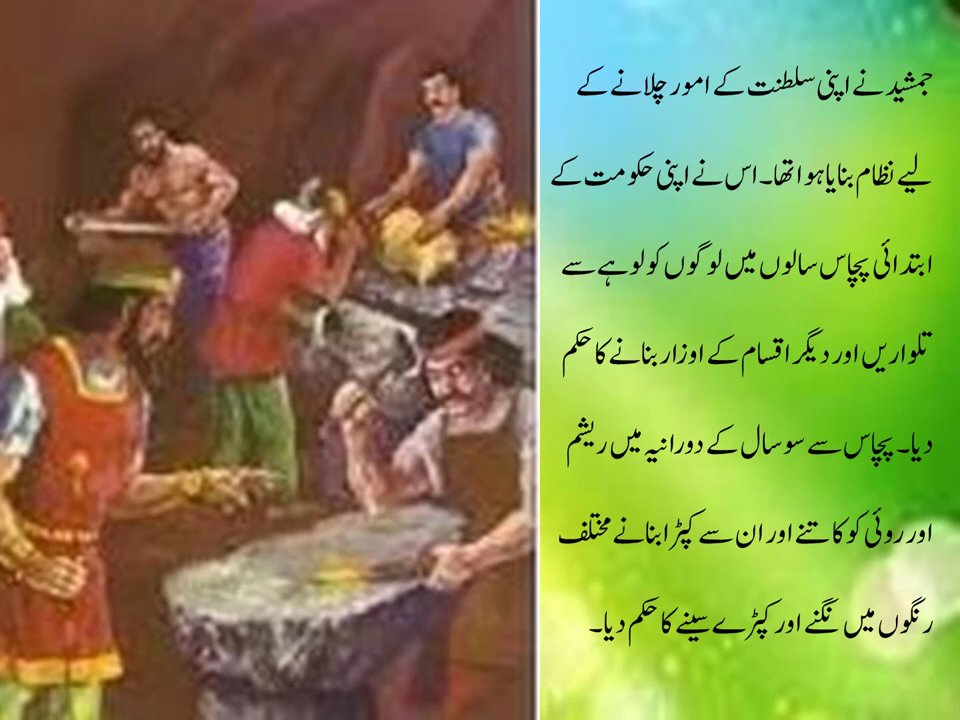 جمشید نے اپنی سلطنت کے امور چلانے کے
لیے نظام بنایا ہوا تھا۔ اس نے اپنی حکومت کے
ابتدائی پچاس سالوں میں لوگوں کو لوہے سے
تلواریں اور دیگر اقسام کے اوزار بنانے کا حکم
دیا۔ پچاس سے سو سال کے دورانیہ میں ریشم
اور روئی کو کاتنے اور ان سے کپڑا بنانے مختلف
رنگوں میں نگنے اور کپڑے سینے کا حکم دیا۔